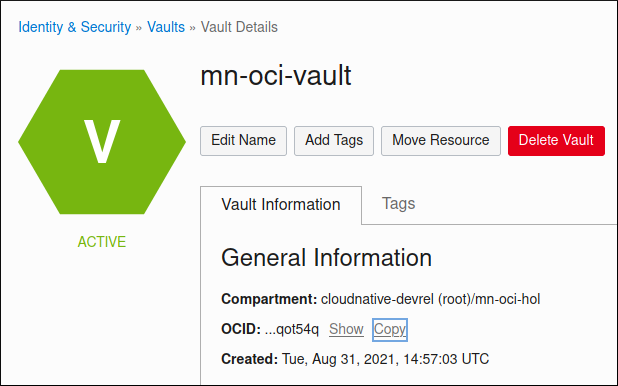 Identity & Security » Vaults » Vault Details
V
ACTIVE
mn-oci-vault
Edit Name Add Tags Move Resource Delete Vault
Vault Information Tags
General Information
Compartment: cloudnative-devrel (root)/mn-oci-hol
OCID: ...qot54q Show Copy
Created: Tue, Aug 31, 2021, 14:57:03 UTC